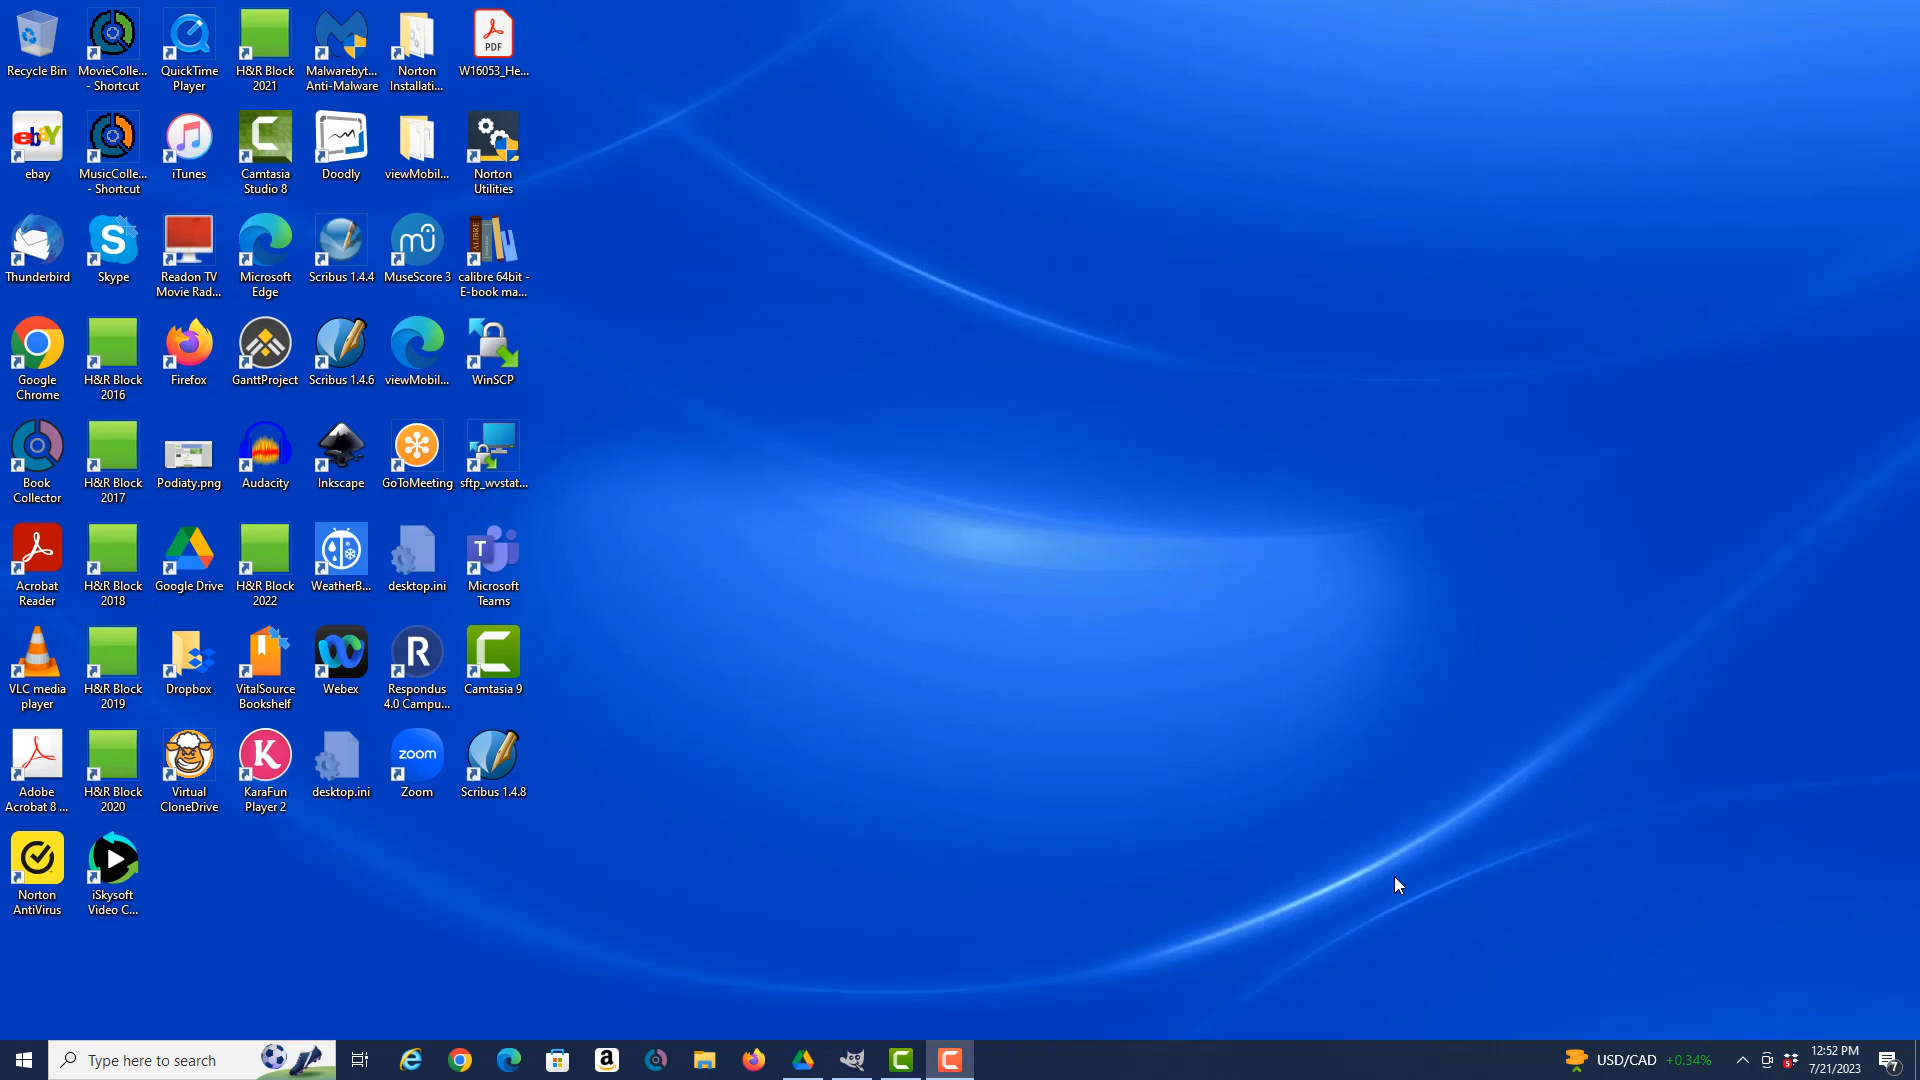 Recycle Bin
MovieColle...
- Shortcut
QuickTime
Player
H&R Block
2021
Malwarebyt...
Anti-Malware
Norton
Installati...
PDF
W16053_He...
ebay
ebay
MusicColle...
- Shortcut
iTunes
Camtasia
Studio 8
Doodly
viewMobil...
Norton
Utilities
Thunderbird
Skype
Readon TV
Movie Rad...
Microsoft
Edge
Scribus 1.4.4
MuseScore 3
CALIBRE
calibre 64bit -
E-book ma...
Google
Chrome
H&R Block
2016
Firefox
GanttProject
Scribus 1.4.6
viewMobil...
WinSCP
Book
Collector
H&R Block
2017
Podiaty.png
Audacity
Inkscape
GoToMeeting
sftp_wvstat...
Acrobat
Reader
H&R Block
2018
Google Drive
H&R Block
2022
WeatherB...
desktop.ini
Microsoft
Teams
VLC media
player
H&R Block
2019
Dropbox
VitalSource
Bookshelf
Webex
R
Respondus
4.0 Campu...
Camtasia 9
Adobe
Acrobat 8 ...
H&R Block
2020
Virtual
CloneDrive
K
KaraFun
Player 2
desktop.ini
zoom
Zoom
Scribus 1.4.8
Norton
AntiVirus
iSkysoft
Video C...
Type here to search
USD/CAD +0.34%
12:52 PM
7/21/2023
7